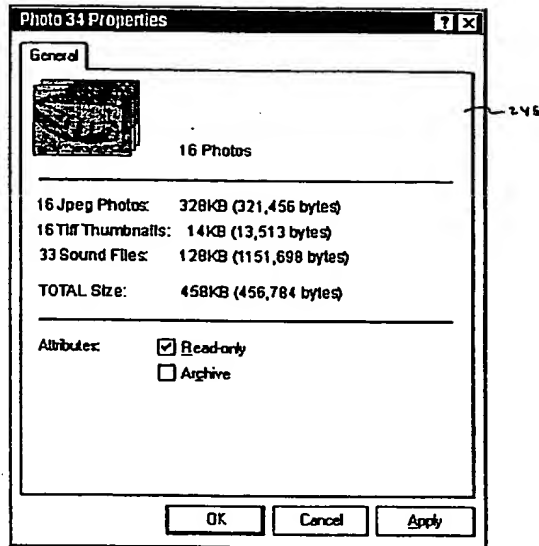 Photo 34 Properties
General
16 Photos
16 Jpeg Photos: 328KB (321,456 bytes)
16 Tiff Thumbnails: 14KB (13,513 bytes)
33 Sound Files: 128KB (1151,698 bytes)
TOTAL Size: 458KB (456,784 bytes)
Attributes: Read-only
Archive
OK Cancel Apply